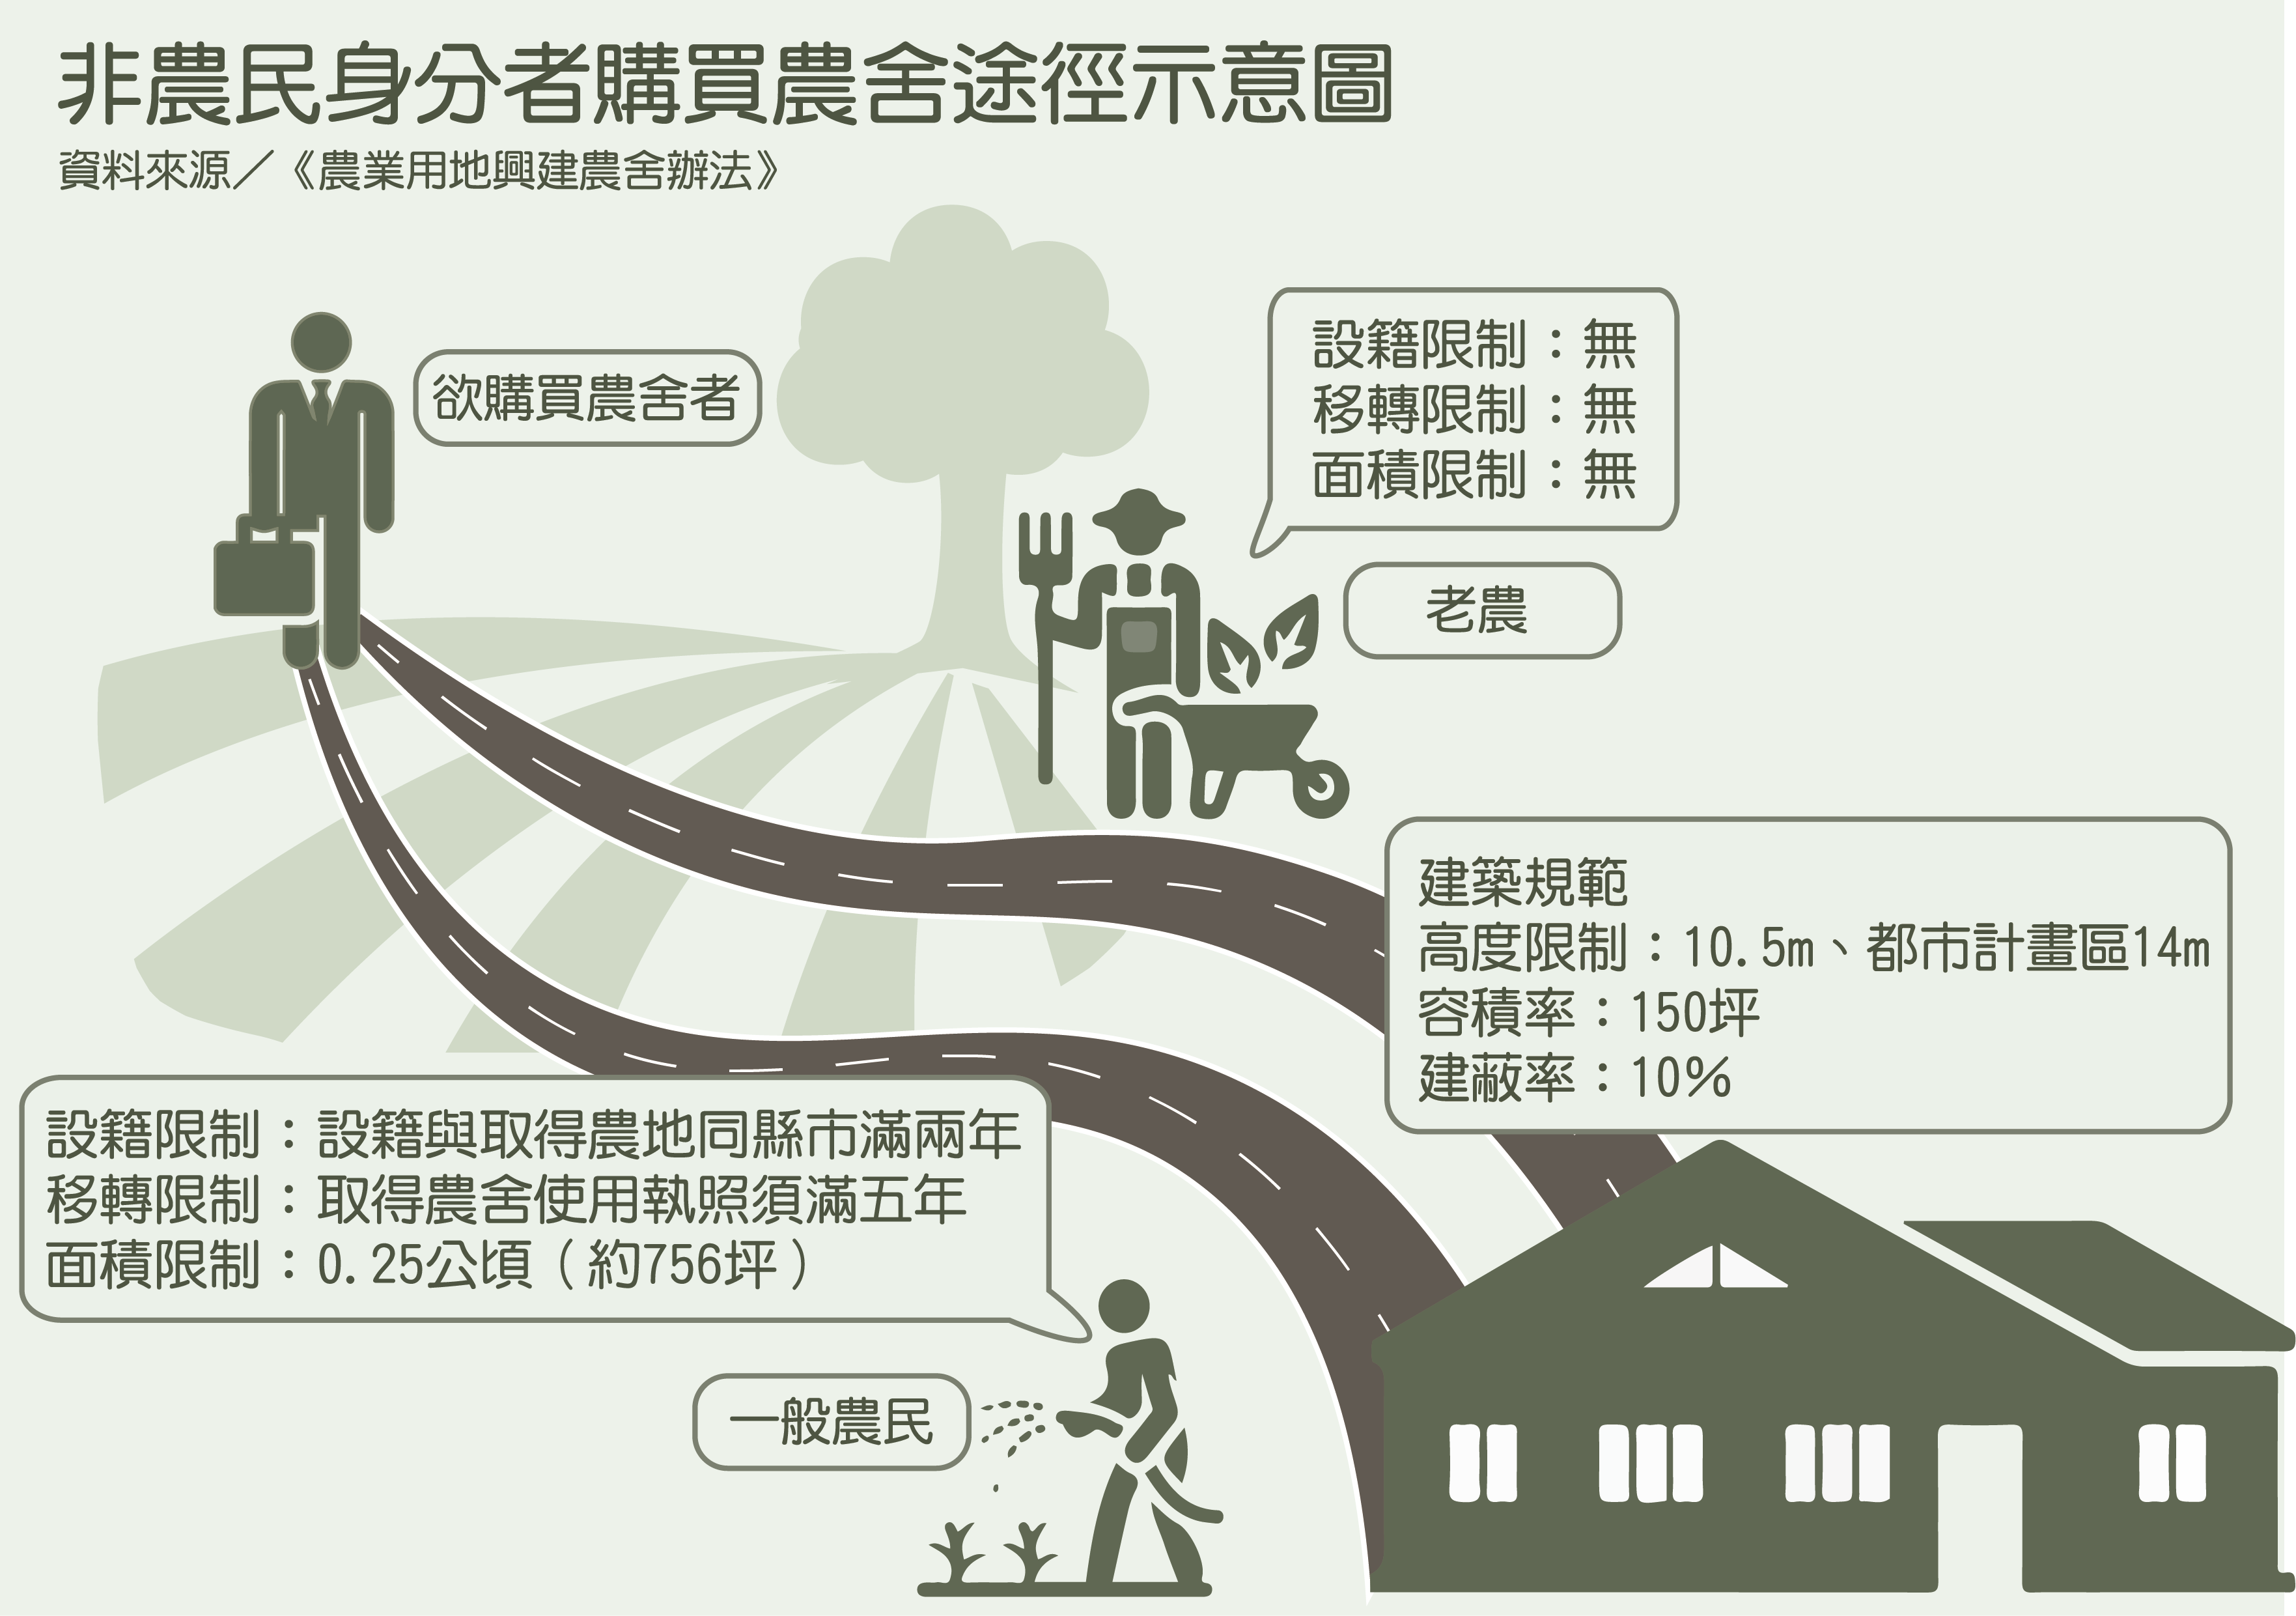 非農民身分者購買農舍途徑示意圖
資料來源／《農業用地興建農舍辦法》
欲購買農舍者
設籍限制：無
移轉限制：無
面積限制：無
老農
建築規範
高度限制：10.5m、都市計畫區14m
容積率：150坪
建蔽率：10%
設籍限制：設籍與取得農地同縣市滿兩年
移轉限制：取得農舍使用執照須滿五年
面積限制：0.25公頃（約756坪）
一般農民